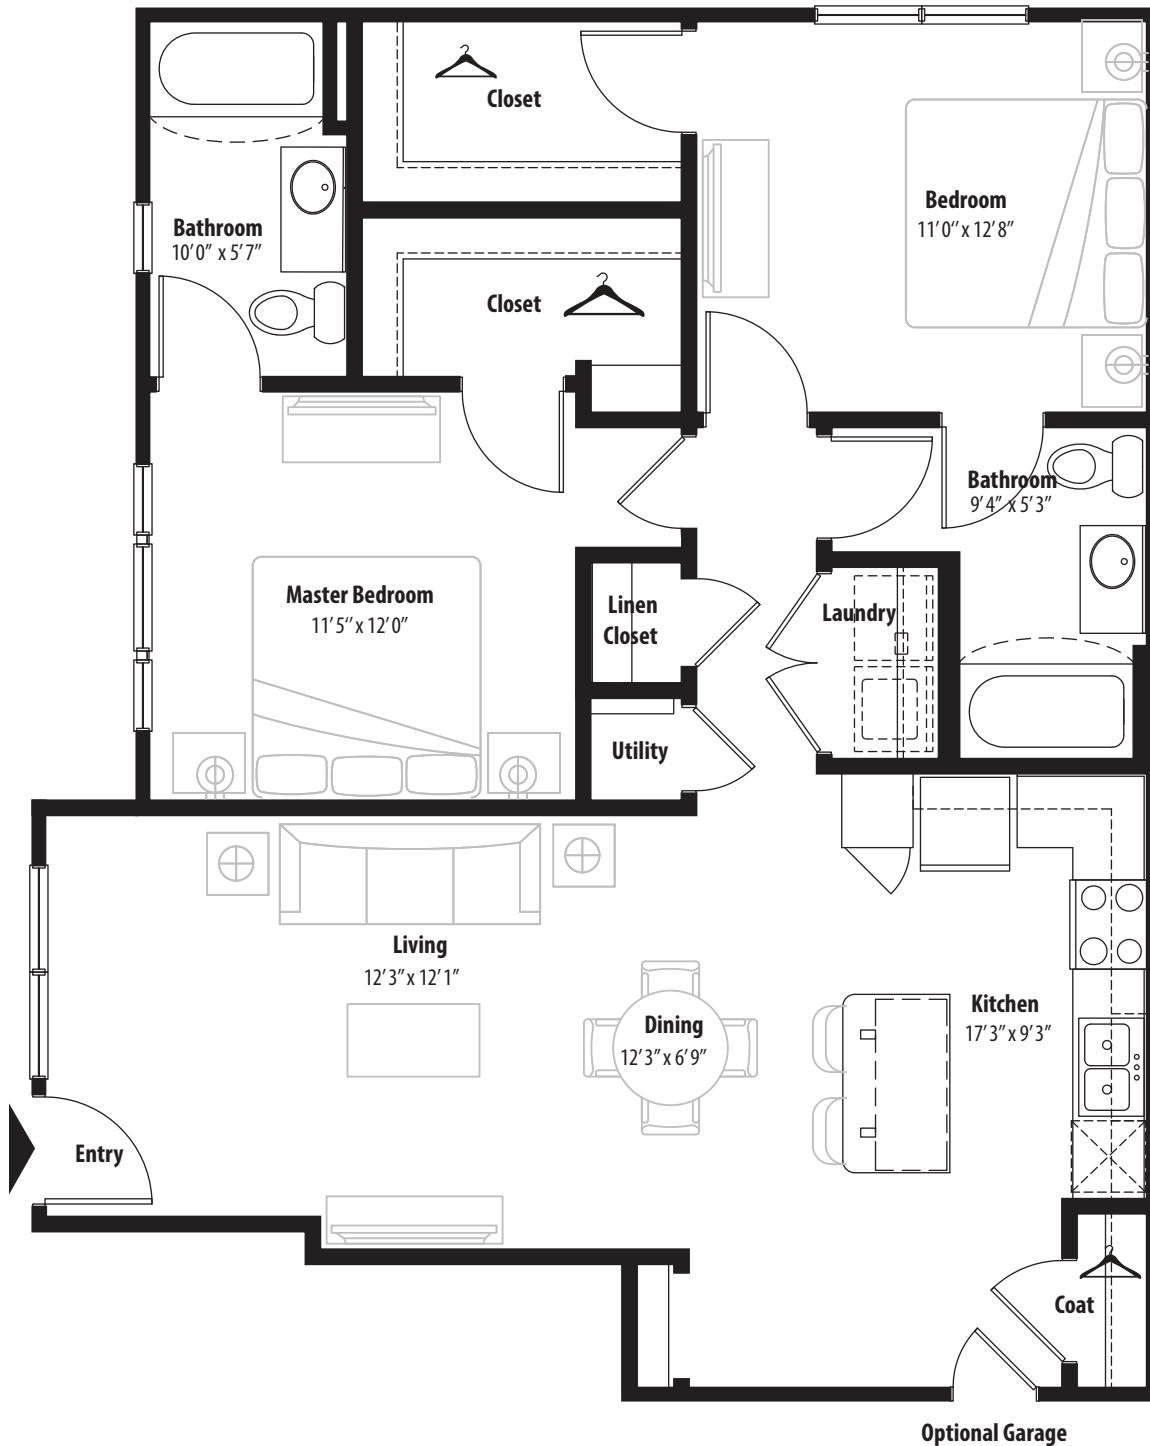 Closet
Bedroom
11'0" x 12'8"
Bathroom
10'0" x 5'7"
Closet
Bathroom
9'4" x 5'3"
Master Bedroom
11'5" x 12'0"
Linen
Closet
Laundry
Utility
Living
12'3" x 12'1"
Dining
12'3" x 6'9"
Kitchen
17'3" x 9'3"
Entry
Coat
Optional Garage